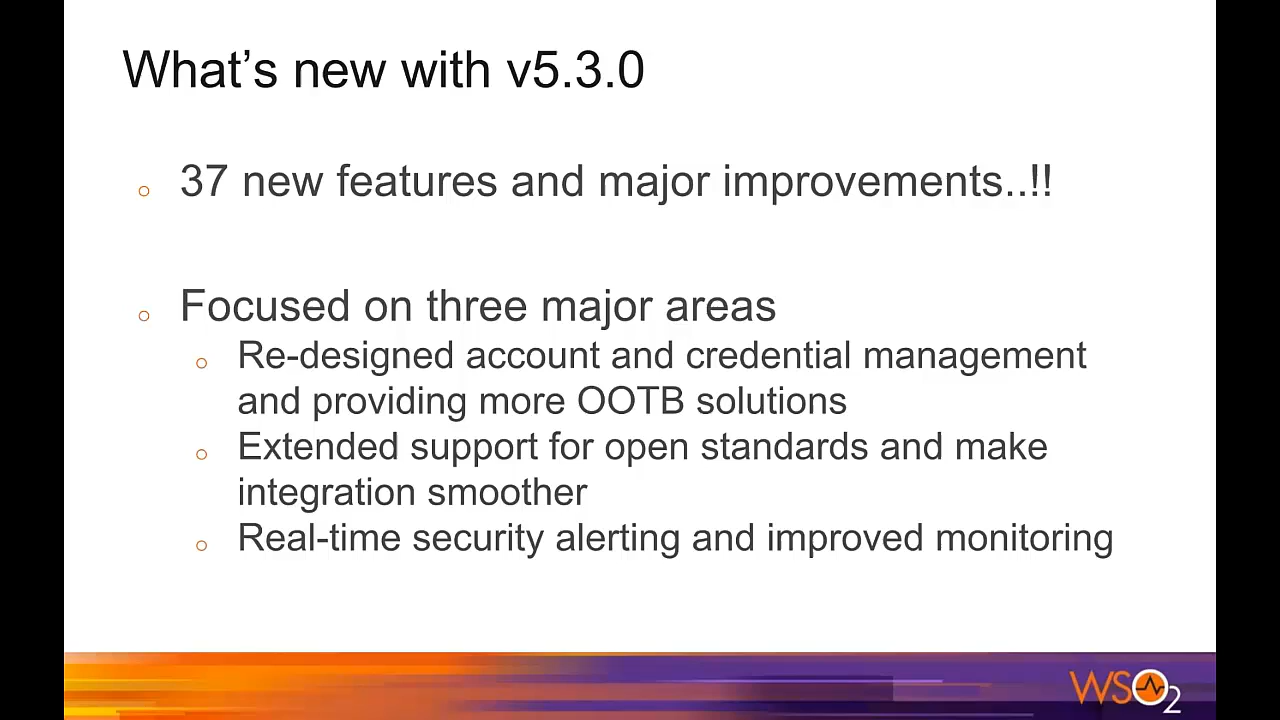 What’s new with v5.3.0
37 new features and major improvements..!!
Focused on three major areas
Re-designed account and credential management
and providing more OOTB solutions
Extended support for open standards and make
integration smoother
Real-time security alerting and improved monitoring
WSO2